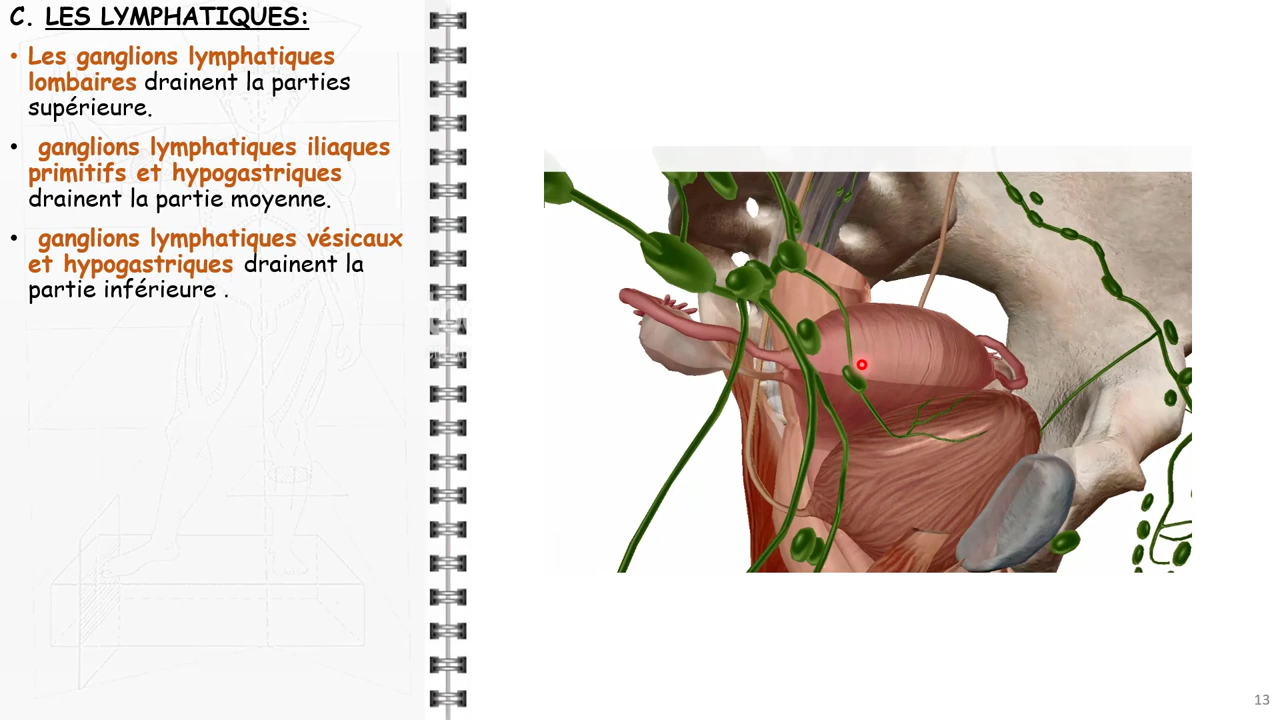 C. LES LYMPHATIQUES:
• Les ganglions lymphatiques
lombaires drainent la parties
supérieure.
• ganglions lymphatiques iliaques
primitifs et hypogastriques
drainent la partie moyenne.
• ganglions lymphatiques vésicaux
et hypogastriques drainent la
partie inférieure .
13